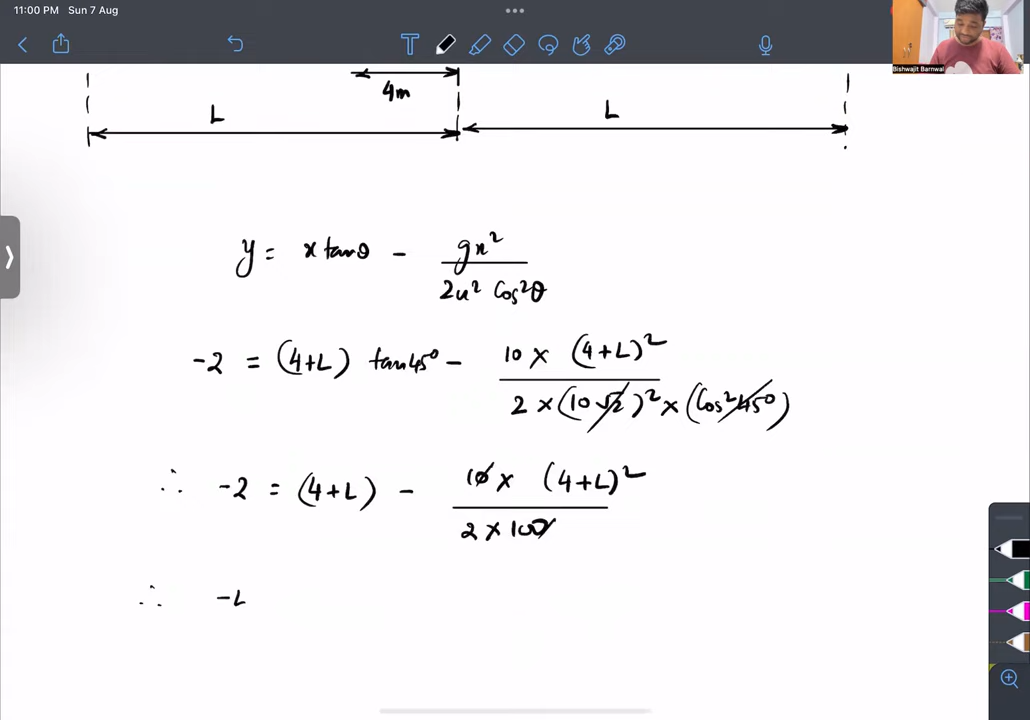 11:00 PM Sun 7 Aug
Bishwajit Barnwal
4m
L L
y = x tanθ - gx² / 2u² Cos²θ
-2 = (4+L) tan45° - 10 × (4+L)² / 2 × (10√2)² × (Cos²45°)
∴ -2 = (4+L) - 10 × (4+L)² / 2 × 100
∴ -4